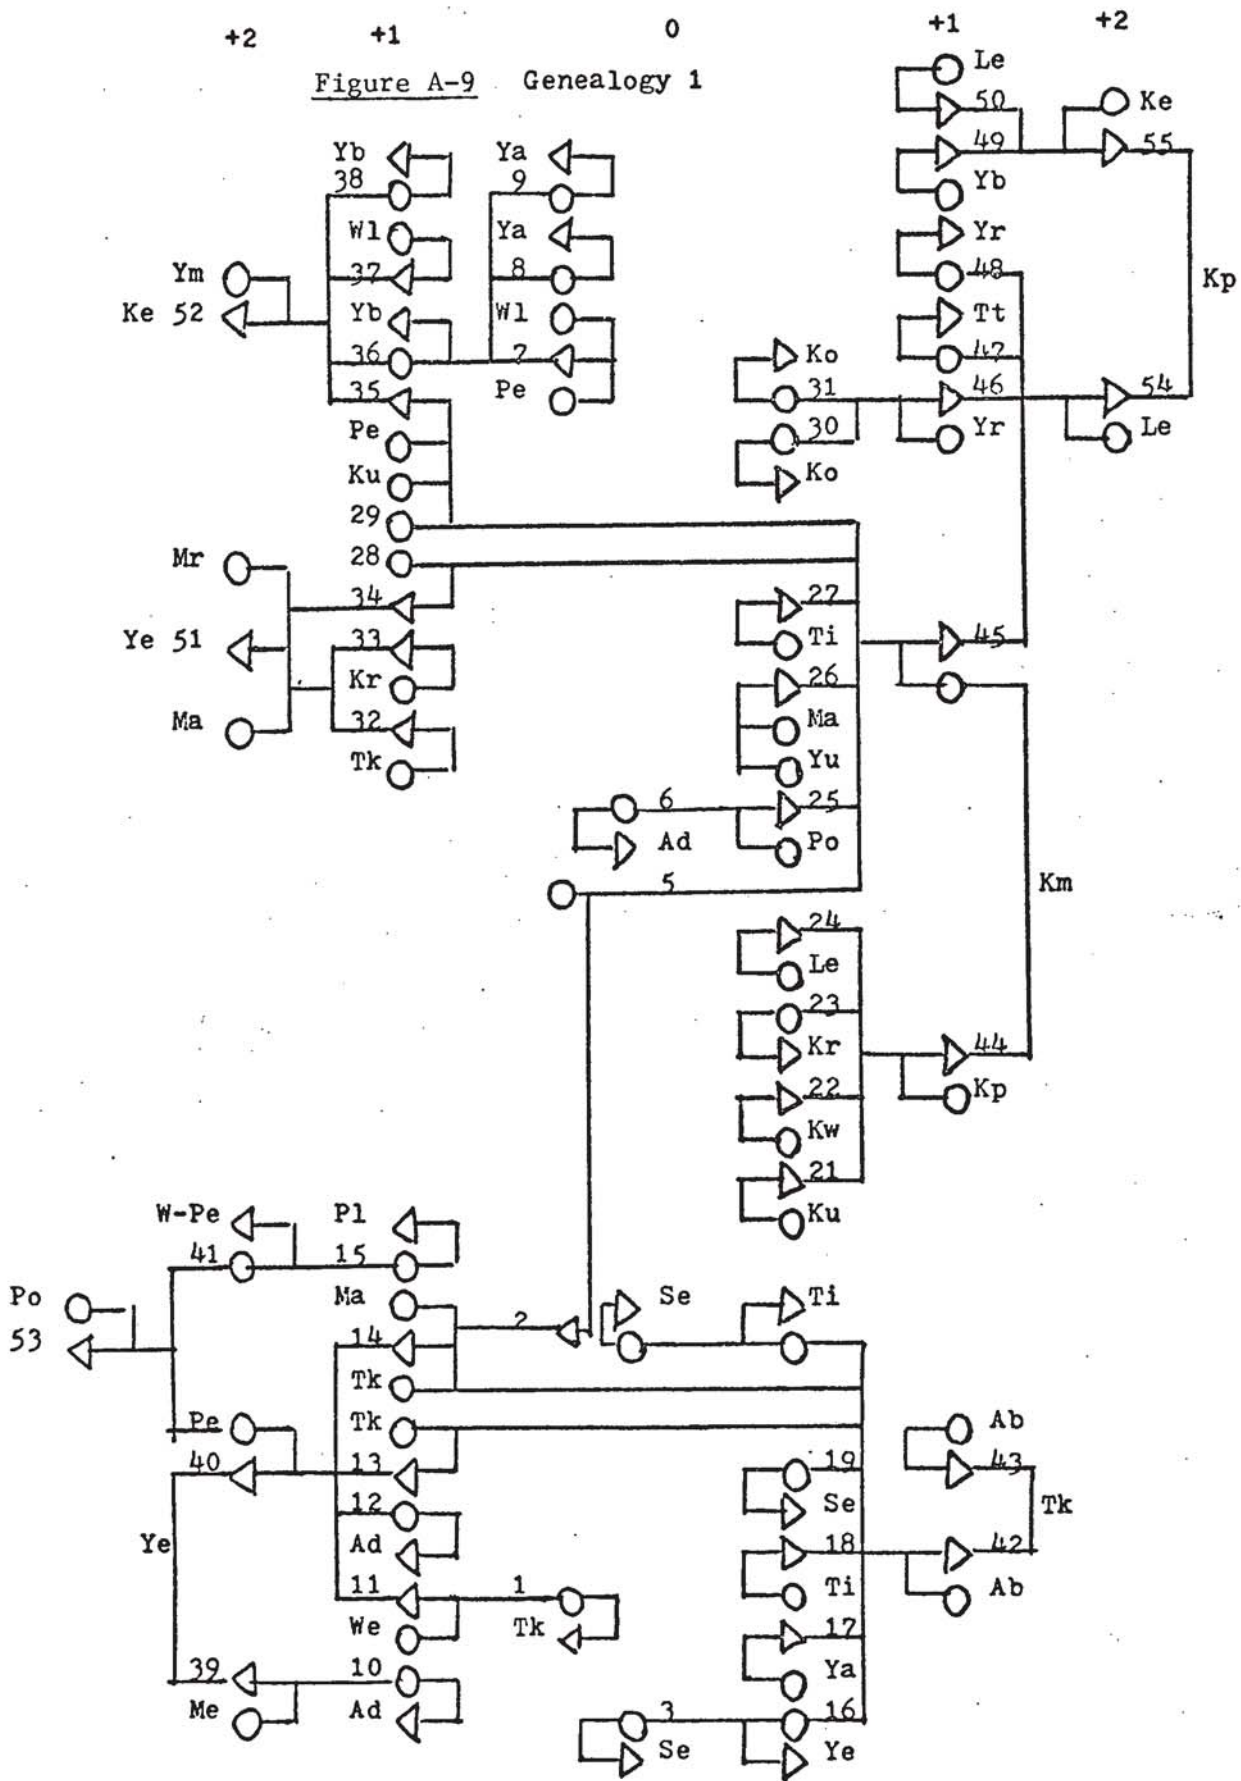 +2 +1 0 +1 +2
Figure A-9 Genealogy 1
Le
50 Ke
Yb Ya 49 55
38 9 Yb
Wl Ya Yr
Ym 37 8 48 Kp
Ke 52 Yb Wl Tt
36 7 Ko 47
35 Pe 31 46 54
Pe 30 Yr Le
Ku Ko
29
28
Mr
34 27
Ye 51 33 Ti 45
Kr 26
Ma 32 Ma
Tk Yu
6 25
Ad Po
5 Km
24
Le
23
Kr 44
22 Kp
Kw
21
W-Pe Pl Ku
41 15
Po Ma Se Ti
53 14 2
Tk
Pe Tk Ab
40 13 19 43
12 Se Tk
Ye Ad 18 42
11 1 Ti Ab
We Tk 17
39 10 Ya
Me Ad 3 16
Se Ye